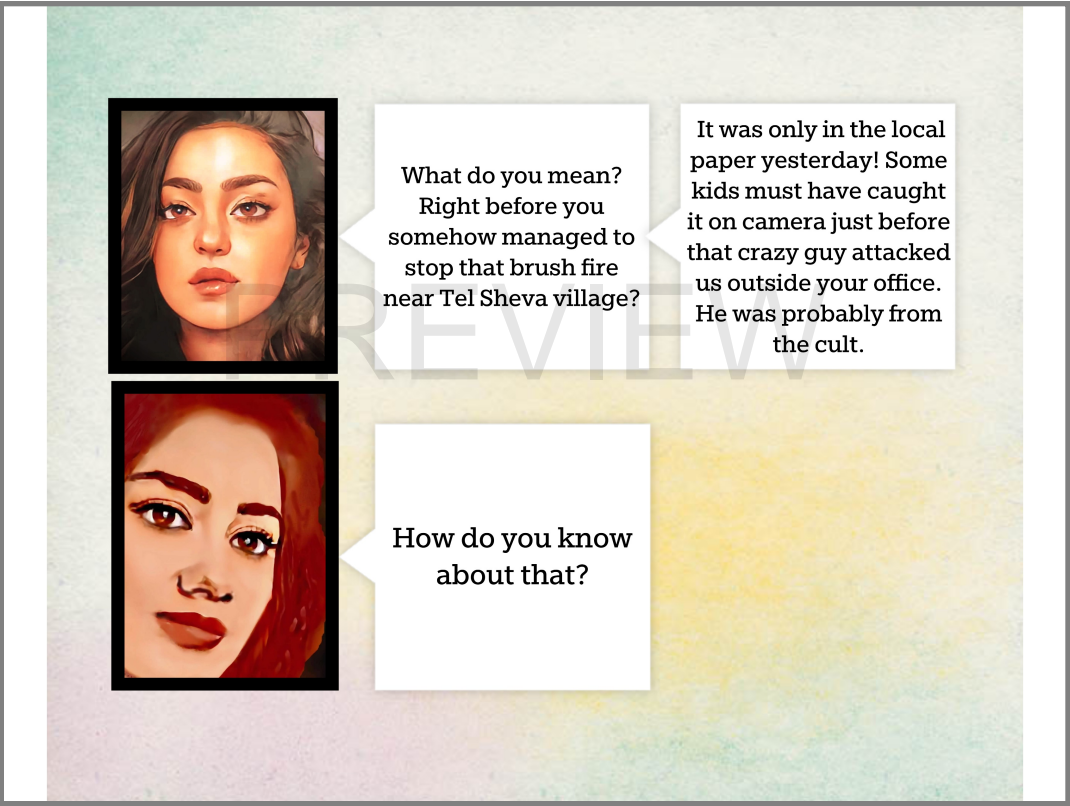 What do you mean?
Right before you
somehow managed to
stop that brush fire
near Tel Sheva village?
It was only in the local
paper yesterday! Some
kids must have caught
it on camera just before
that crazy guy attacked
us outside your office.
He was probably from
the cult.
PREVIEW
How do you know
about that?